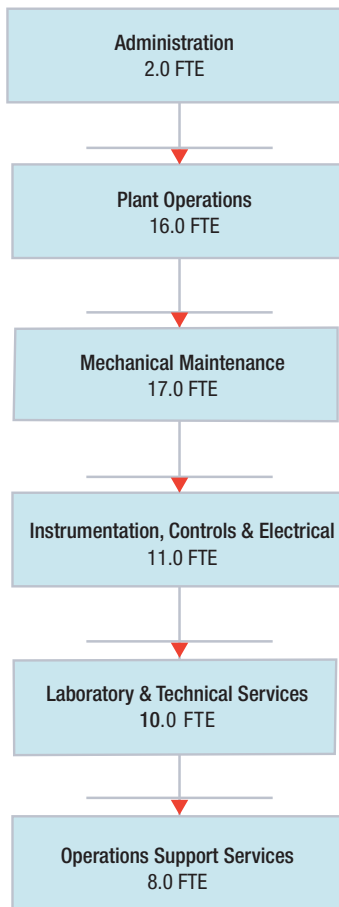 Administration
2.0 FTE
Plant Operations
16.0 FTE
Mechanical Maintenance
17.0 FTE
Instrumentation, Controls & Electrical
11.0 FTE
Laboratory & Technical Services
10.0 FTE
Operations Support Services
8.0 FTE